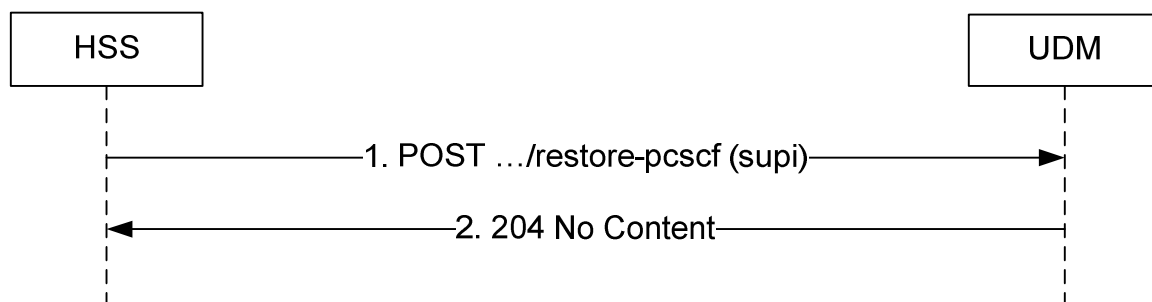 HSS
UDM
1. POST …/restore-pcscf (supi)
2. 204 No Content